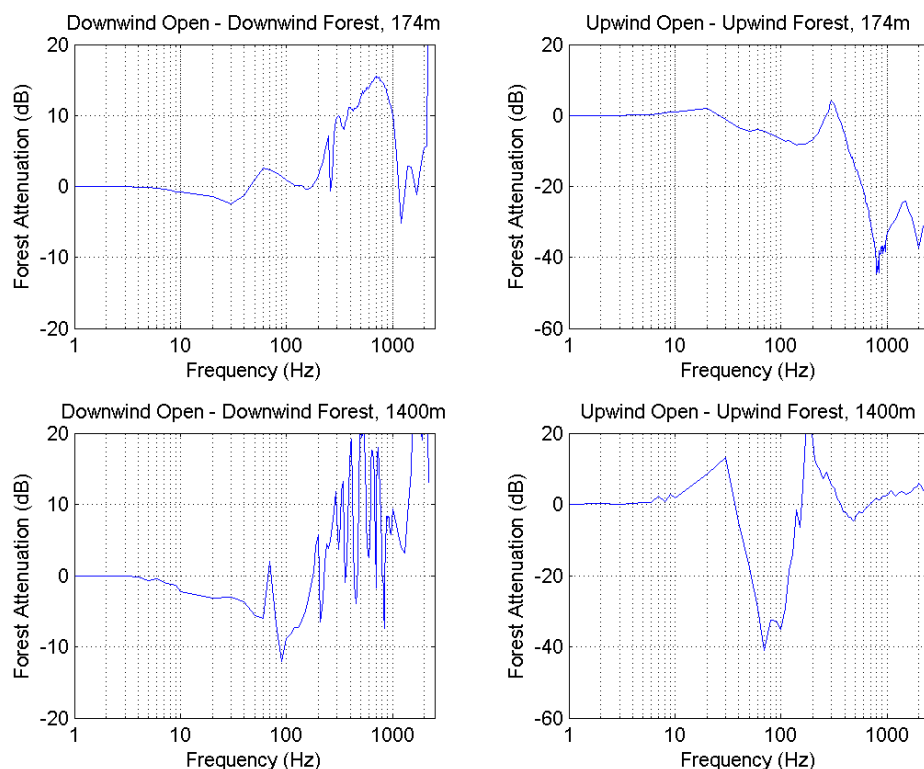 Downwind Open - Downwind Forest, 174m
Forest Attenuation (dB)
20
10
0
-10
-20
1 10 100 1000
Frequency (Hz)
Upwind Open - Upwind Forest, 174m
Forest Attenuation (dB)
20
0
-20
-40
-60
1 10 100 1000
Frequency (Hz)
Downwind Open - Downwind Forest, 1400m
Forest Attenuation (dB)
20
10
0
-10
-20
1 10 100 1000
Frequency (Hz)
Upwind Open - Upwind Forest, 1400m
Forest Attenuation (dB)
20
0
-20
-40
-60
1 10 100 1000
Frequency (Hz)